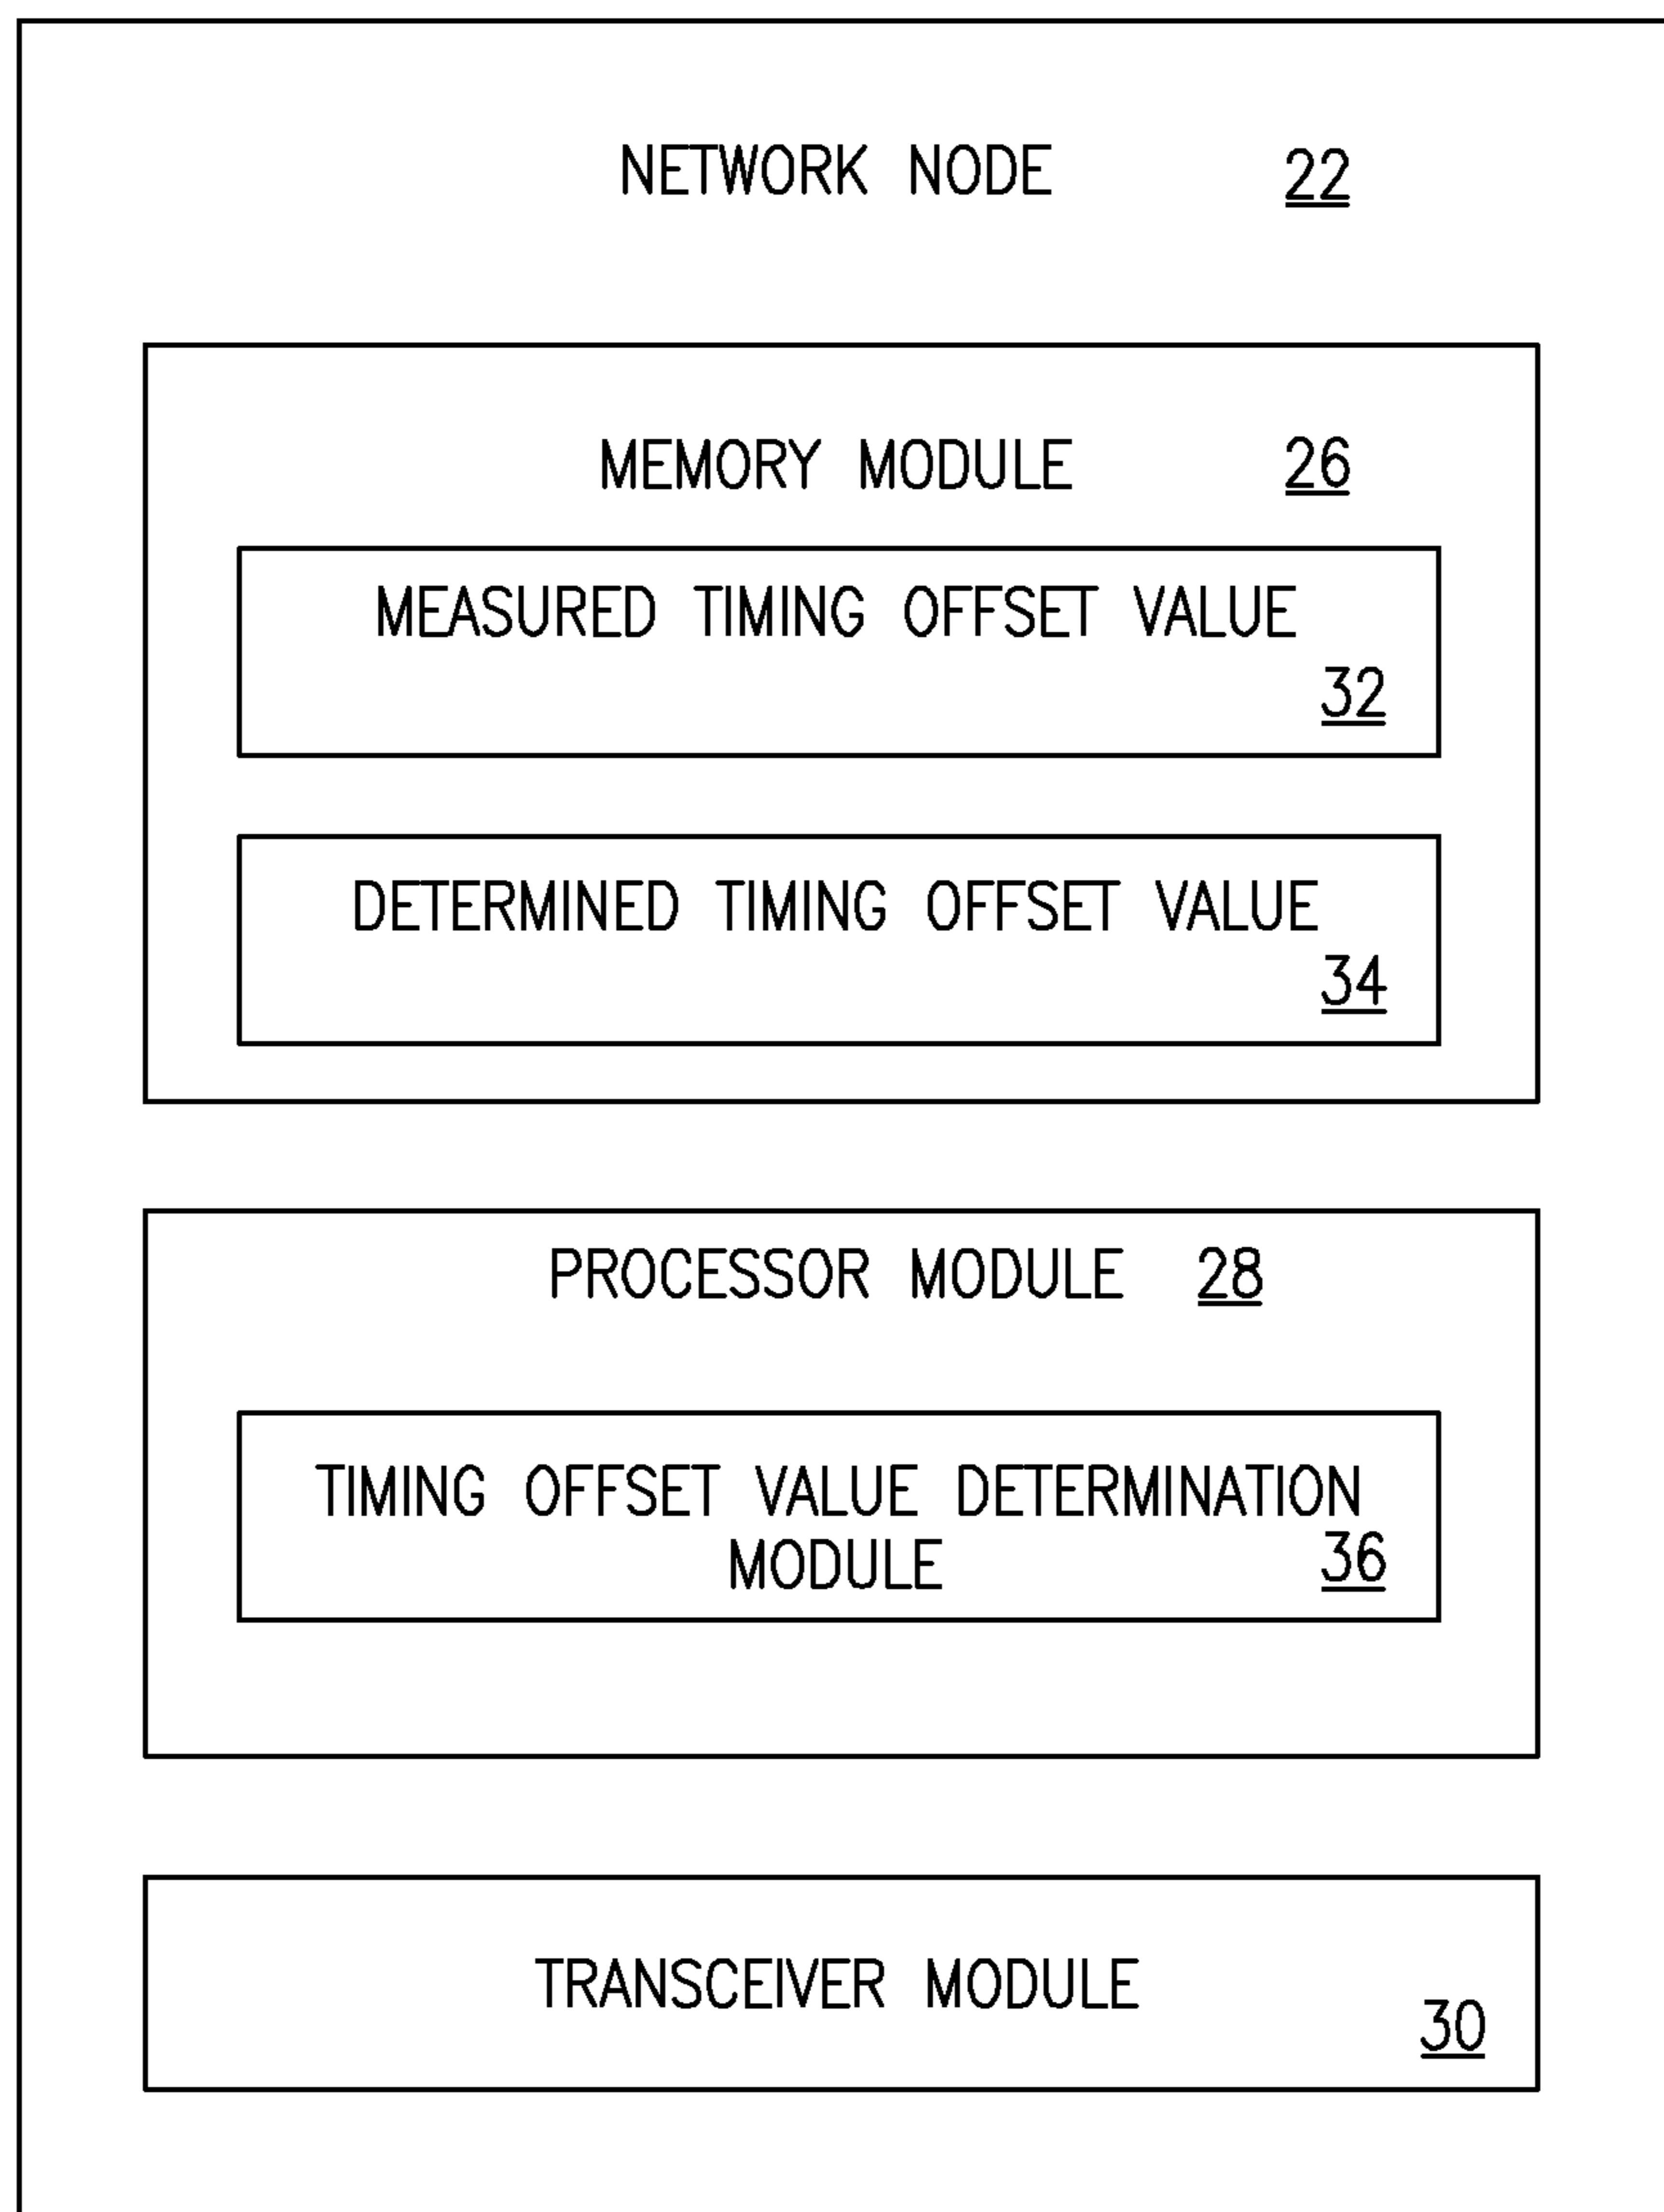 NETWORK NODE 22
MEMORY MODULE 26
MEASURED TIMING OFFSET VALUE
32
DETERMINED TIMING OFFSET VALUE
34
PROCESSOR MODULE 28
TIMING OFFSET VALUE DETERMINATION
MODULE 36
TRANSCEIVER MODULE
30